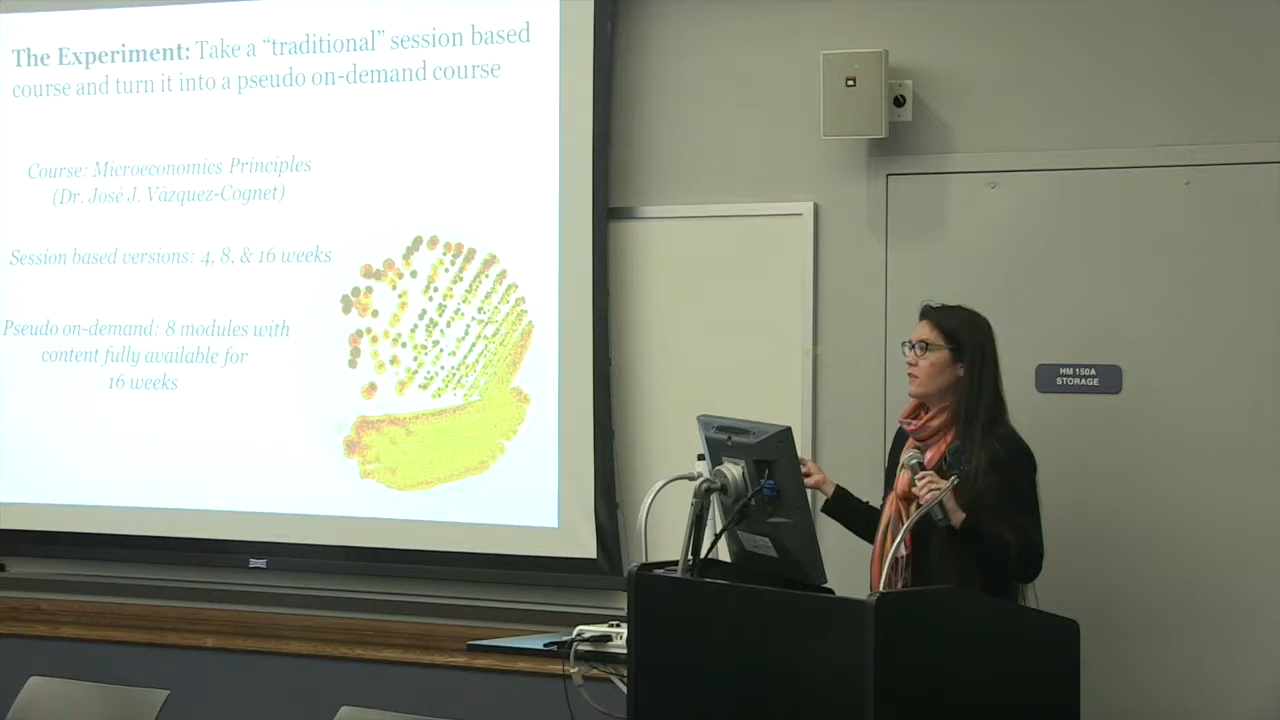 The Experiment: Take a “traditional” session based
course and turn it into a pseudo on-demand course
Course: Microeconomics Principles
(Dr. José J. Vázquez-Cognet)
Session based versions: 4, 8, & 16 weeks
Pseudo on-demand: 8 modules with
content fully available for
16 weeks
HM 150A
STORAGE